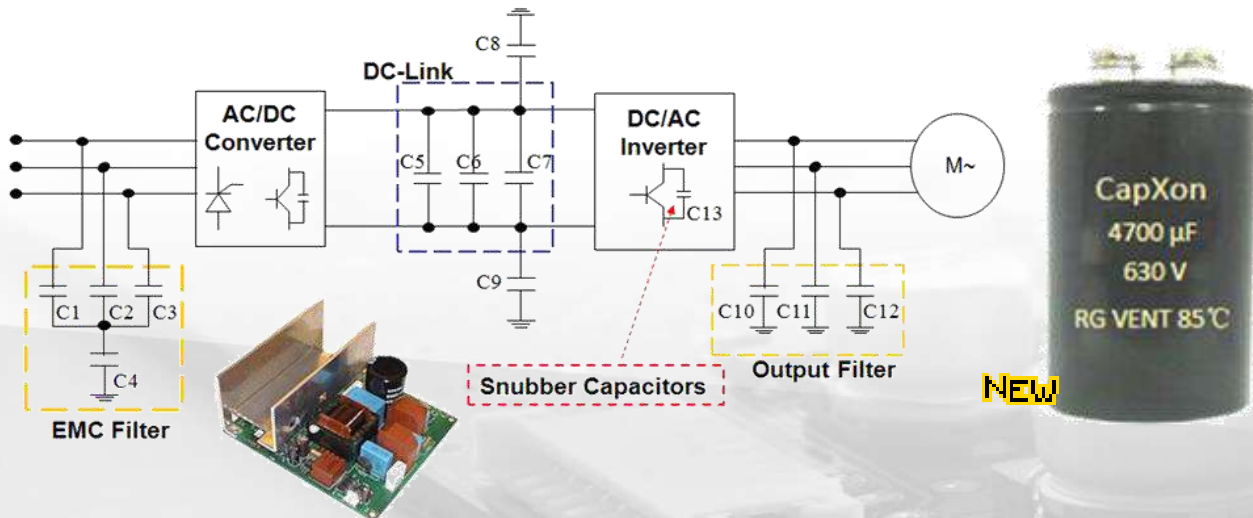 C8
DC-Link
AC/DC
Converter
DC/AC
Inverter
C5
C6
C7
M~
C13
CapXon
4700 µF
630 V
RG VENT 85℃
C9
C1
C2
C3
C10
C11
C12
C4
Snubber Capacitors
Output Filter
NEW
EMC Filter